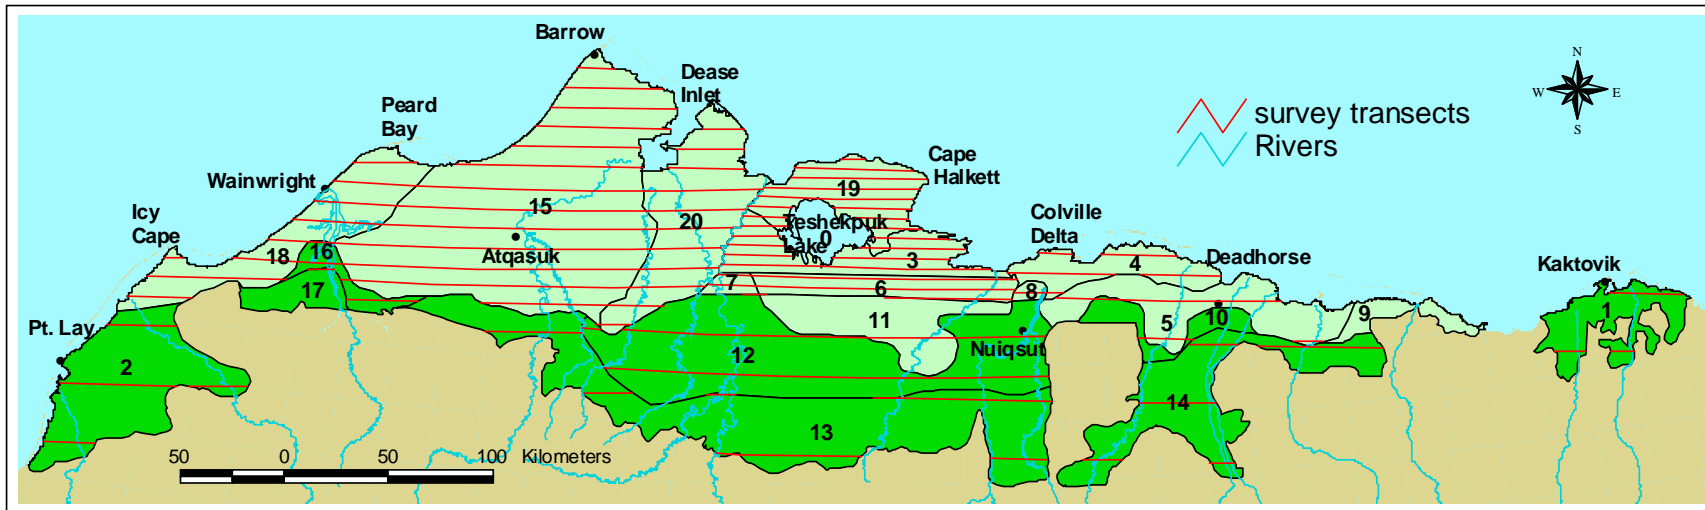 Barrow
Dease
Inlet
Peard
Bay
Wainwright
Icy
Cape
Pt. Lay
Atqasuk
Cape
Halkett
Teshekpuk
Lake
Colville
Delta
Deadhorse
Nuiqsut
Kaktovik
survey transects
Rivers
N
W E
S
19
15
20
0
18
16
3
4
17
7
6
8
11
5
10
9
1
2
12
14
13
50 0 50 100 Kilometers